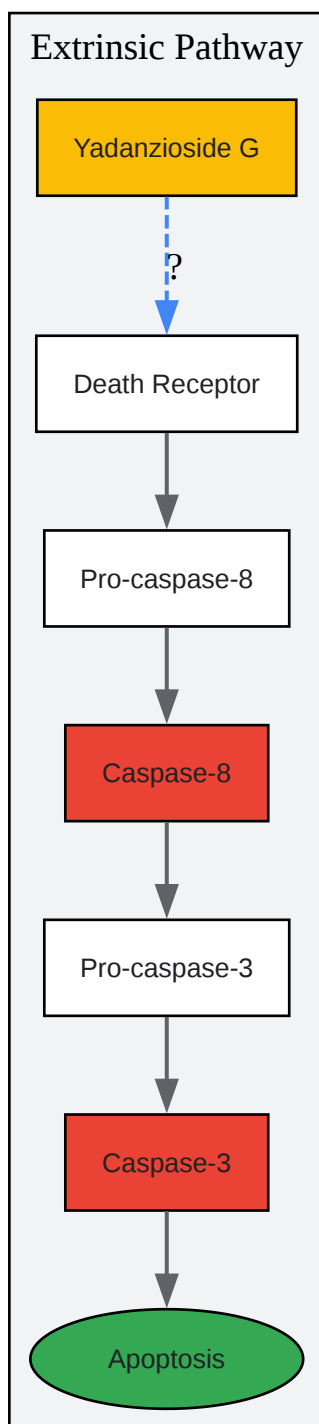 Extrinsic Pathway
Yadanzioside G
?
Death Receptor
Pro-caspase-8
Caspase-8
Pro-caspase-3
Caspase-3
Apoptosis